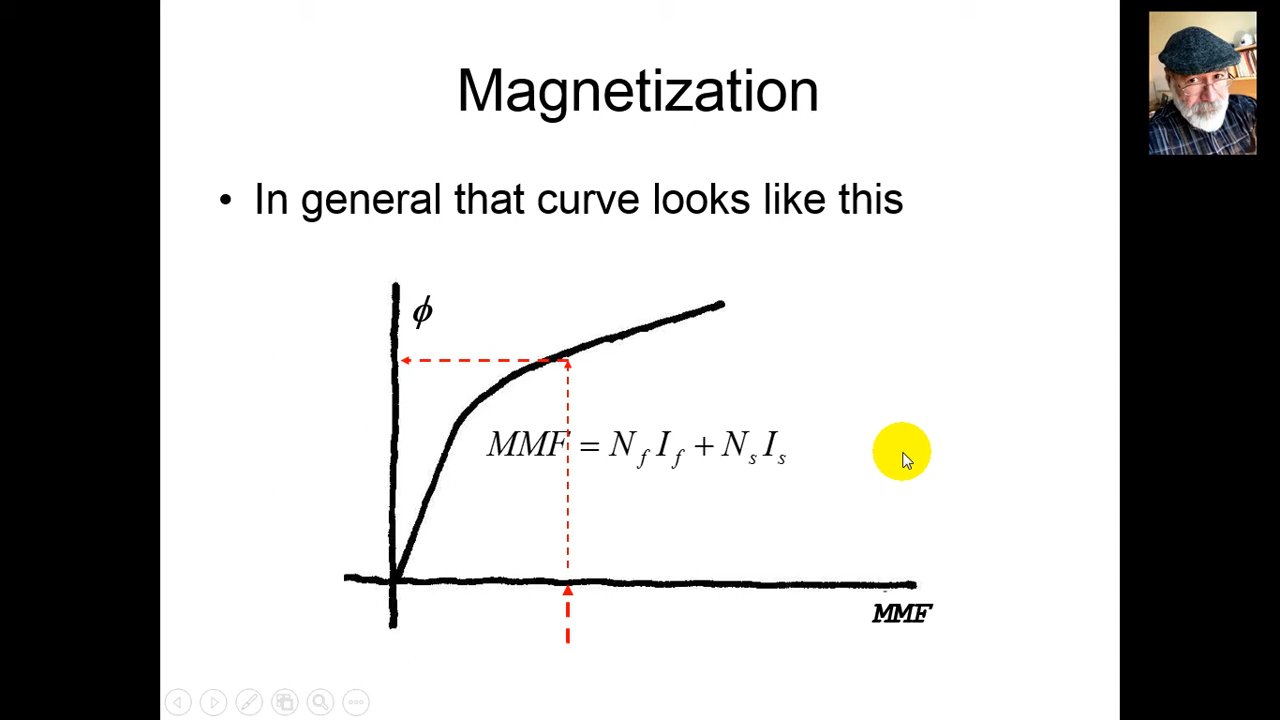 Magnetization
• In general that curve looks like this
ϕ
MMF = N_f I_f + N_s I_s
MMF